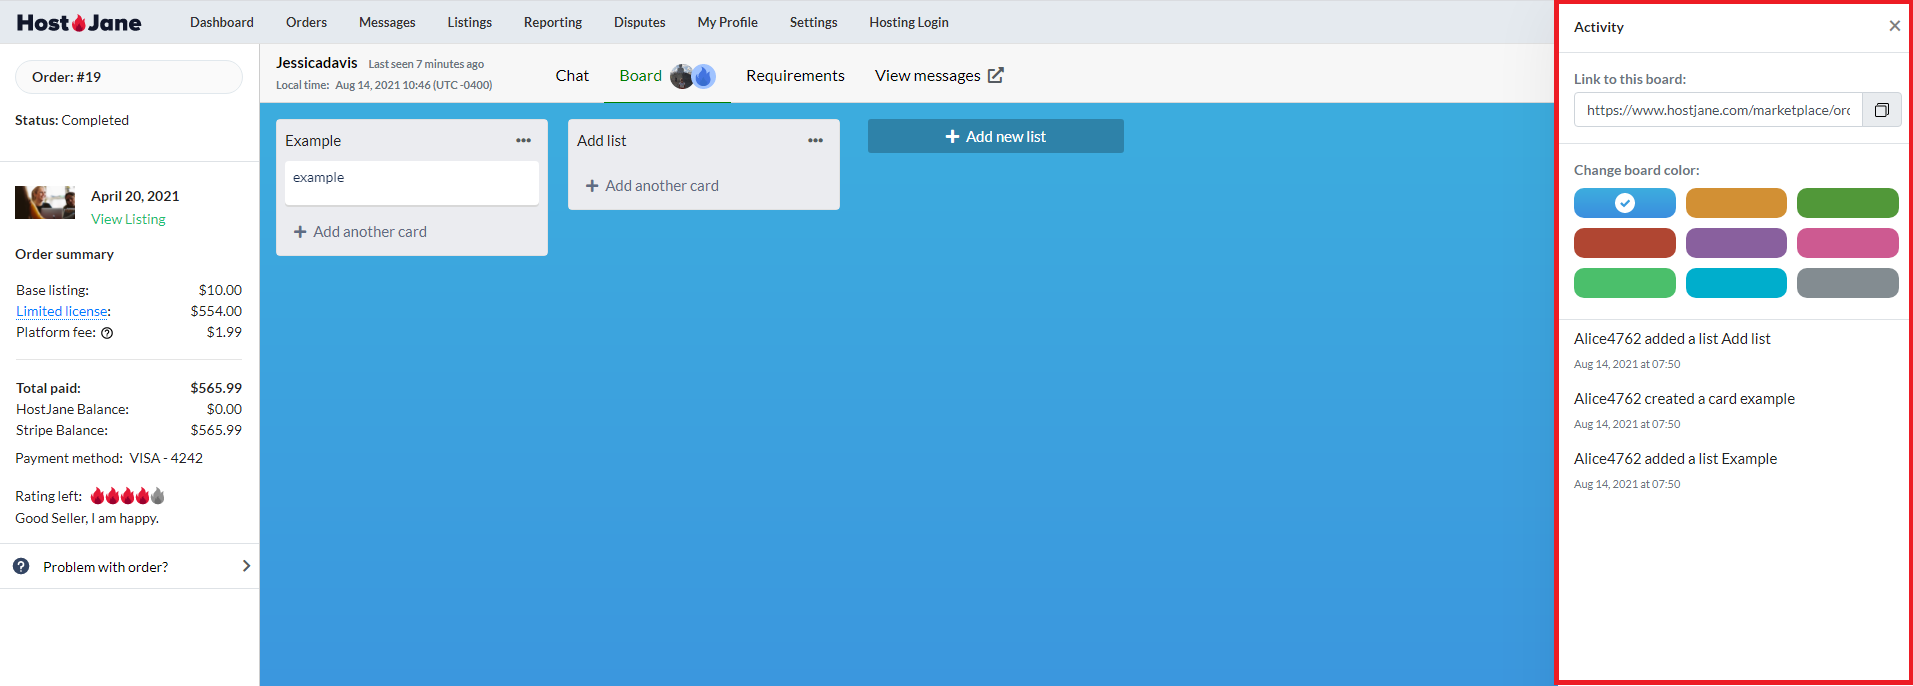 Host Jane
Dashboard
Orders
Messages
Listings
Reporting
Disputes
My Profile
Settings
Hosting Login
Order: #19
Status: Completed
April 20, 2021
View Listing
Order summary
Base listing: $10.00
Limited license: $554.00
Platform fee: $1.99
Total paid: $565.99
HostJane Balance: $0.00
Stripe Balance: $565.99
Payment method: VISA - 4242
Rating left:
Good Seller, I am happy.
Problem with order?
Jessicadavis Last seen 7 minutes ago
Local time: Aug 14, 2021 10:46 (UTC -0400)
Chat
Board
Requirements
View messages
Example
example
Add another card
Add list
Add another card
Add new list
Activity
Link to this board:
https://www.hostjane.com/marketplace/orc
Change board color:
Alice4762 added a list Add list
Aug 14, 2021 at 07:50
Alice4762 created a card example
Aug 14, 2021 at 07:50
Alice4762 added a list Example
Aug 14, 2021 at 07:50